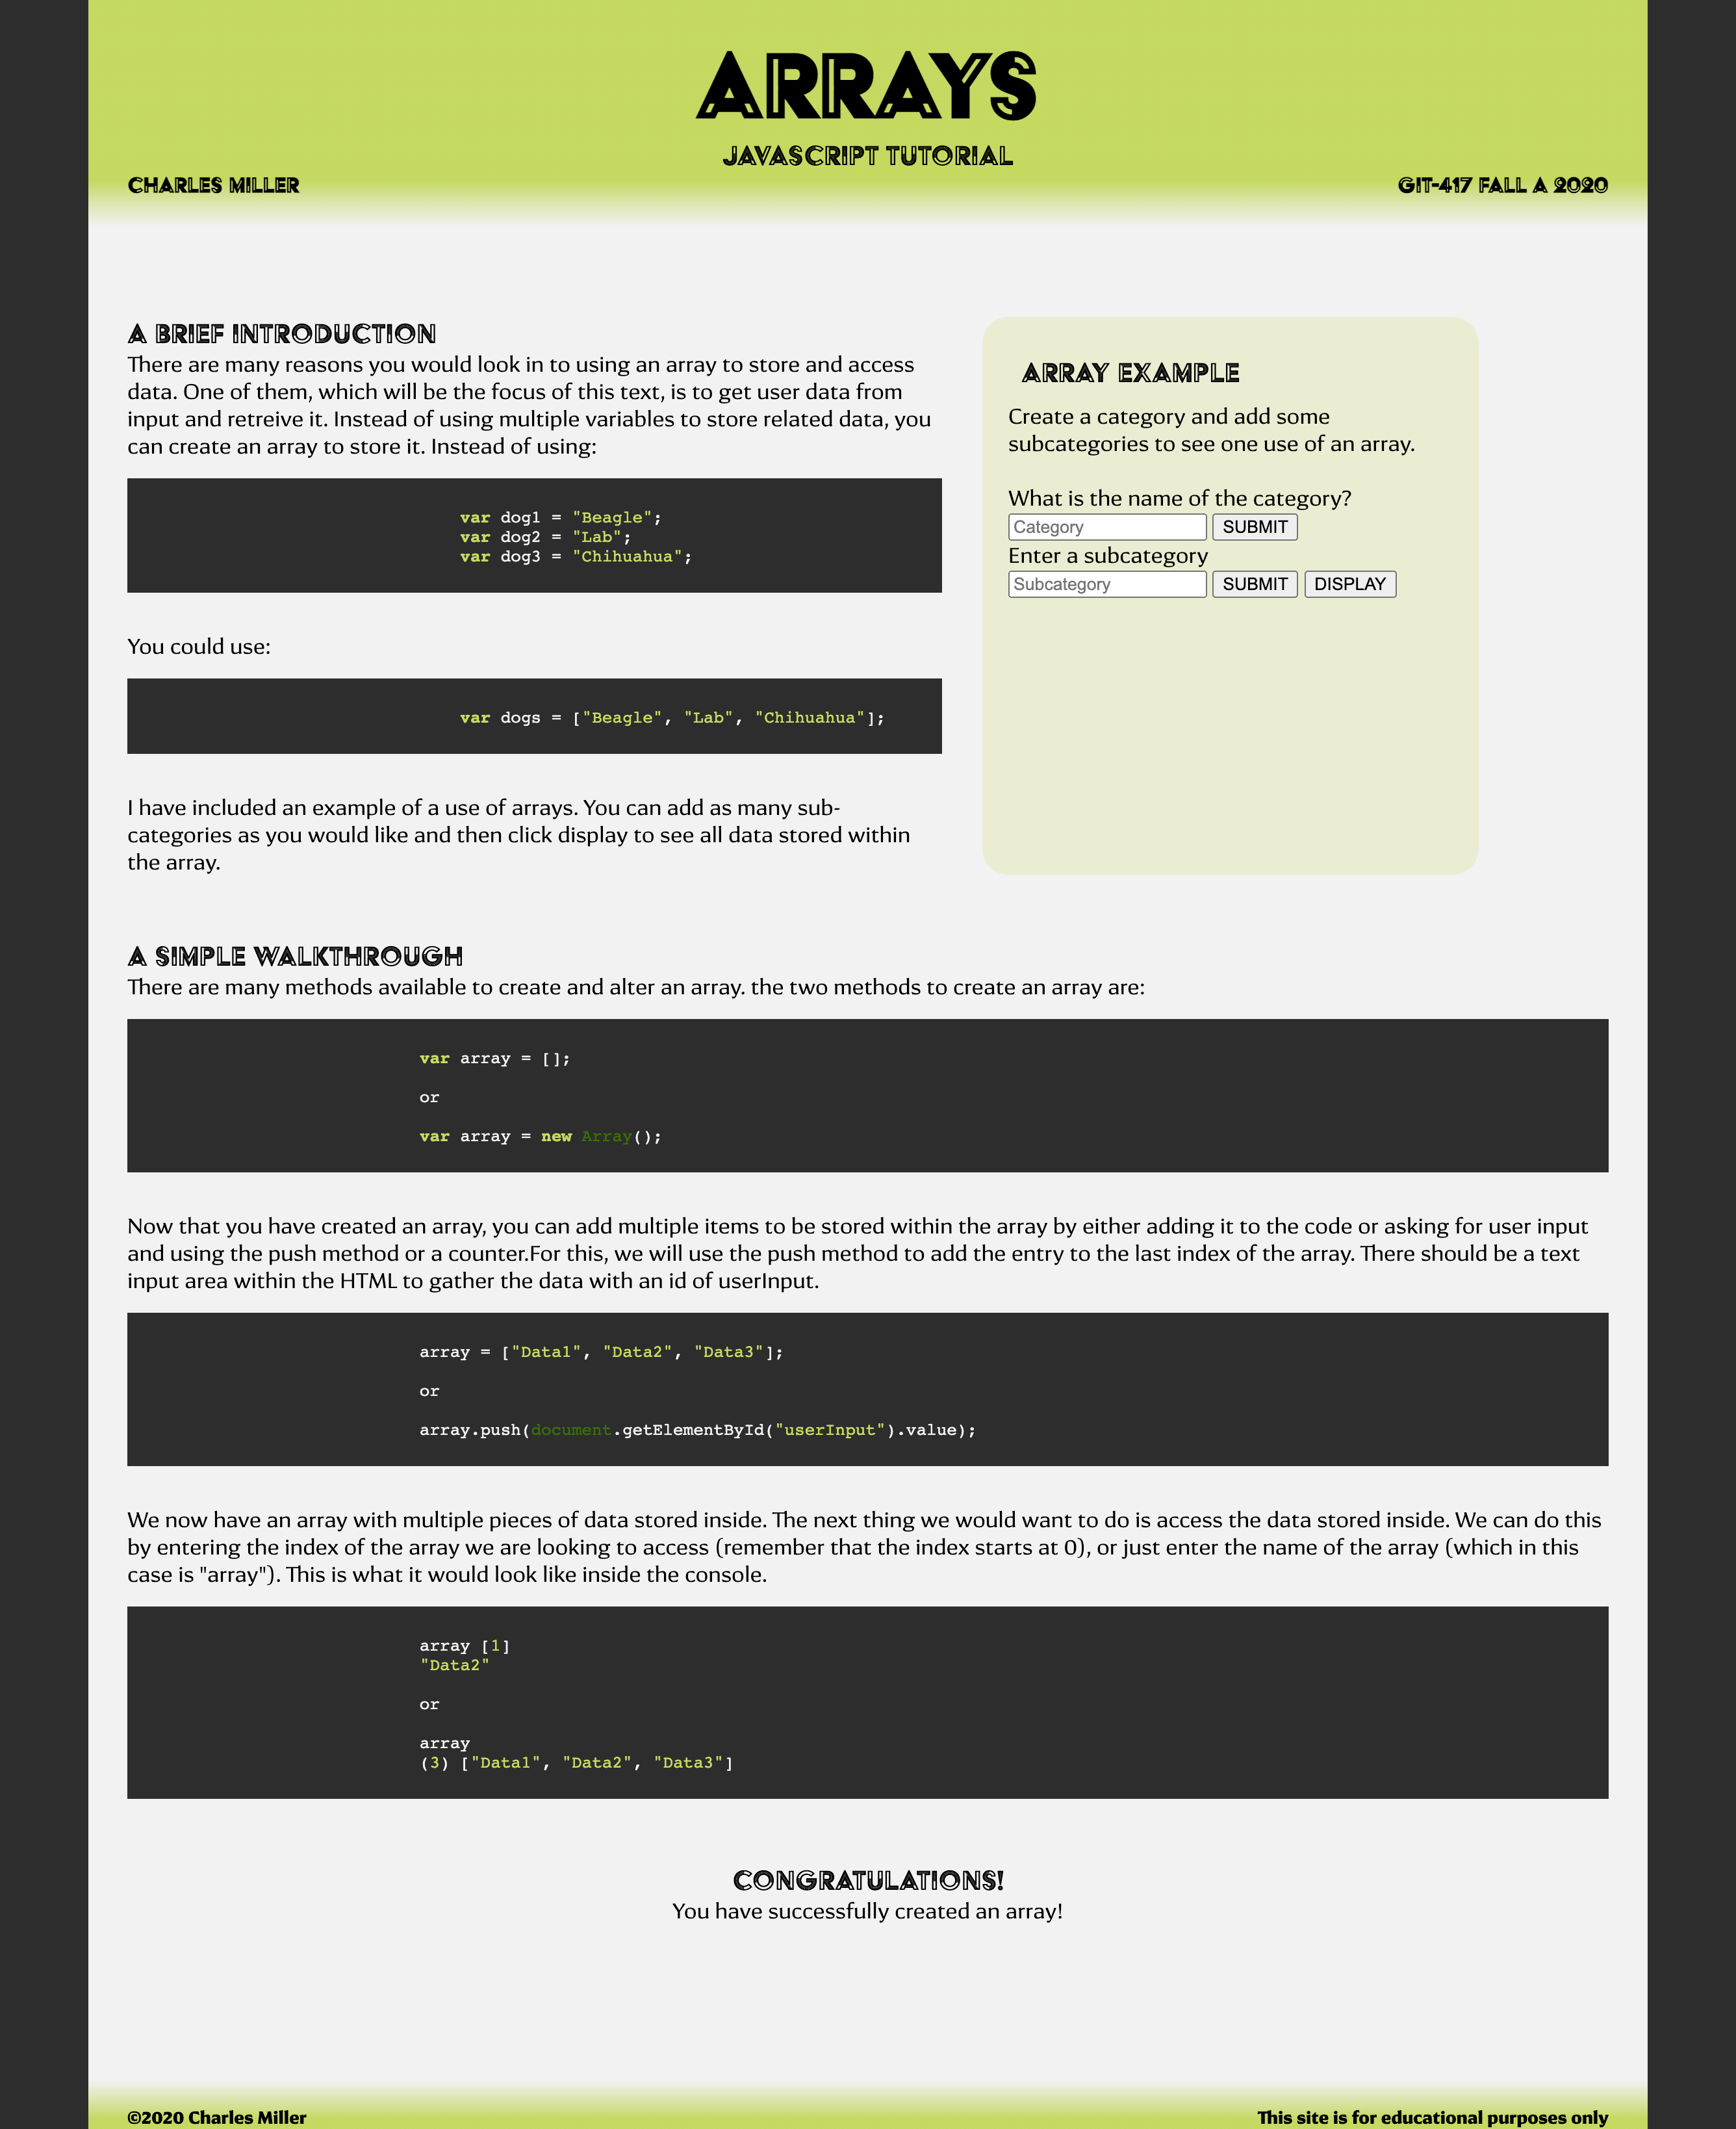 ARRAYS
JAVASCRIPT TUTORIAL
CHARLES MILLER
GIT-417 FALL A 2020
A BRIEF INTRODUCTION
There are many reasons you would look in to using an array to store and access
data. One of them, which will be the focus of this text, is to get user data from
input and retreive it. Instead of using multiple variables to store related data, you
can create an array to store it. Instead of using:
var dog1 = "Beagle";
var dog2 = "Lab";
var dog3 = "Chihuahua";
You could use:
var dogs = ["Beagle", "Lab", "Chihuahua"];
I have included an example of a use of arrays. You can add as many sub-
categories as you would like and then click display to see all data stored within
the array.
ARRAY EXAMPLE
Create a category and add some
subcategories to see one use of an array.
What is the name of the category?
Category SUBMIT
Enter a subcategory
Subcategory SUBMIT DISPLAY
A SIMPLE WALKTHROUGH
There are many methods available to create and alter an array. the two methods to create an array are:
var array = [];
or
var array = new Array();
Now that you have created an array, you can add multiple items to be stored within the array by either adding it to the code or asking for user input
and using the push method or a counter.For this, we will use the push method to add the entry to the last index of the array. There should be a text
input area within the HTML to gather the data with an id of userInput.
array = ["Data1", "Data2", "Data3"];
or
array.push(document.getElementById("userInput").value);
We now have an array with multiple pieces of data stored inside. The next thing we would want to do is access the data stored inside. We can do this
by entering the index of the array we are looking to access (remember that the index starts at 0), or just enter the name of the array (which in this
case is "array"). This is what it would look like inside the console.
array [1]
"Data2"
or
array
(3) ["Data1", "Data2", "Data3"]
CONGRATULATIONS!
You have successfully created an array!
©2020 Charles Miller
This site is for educational purposes only